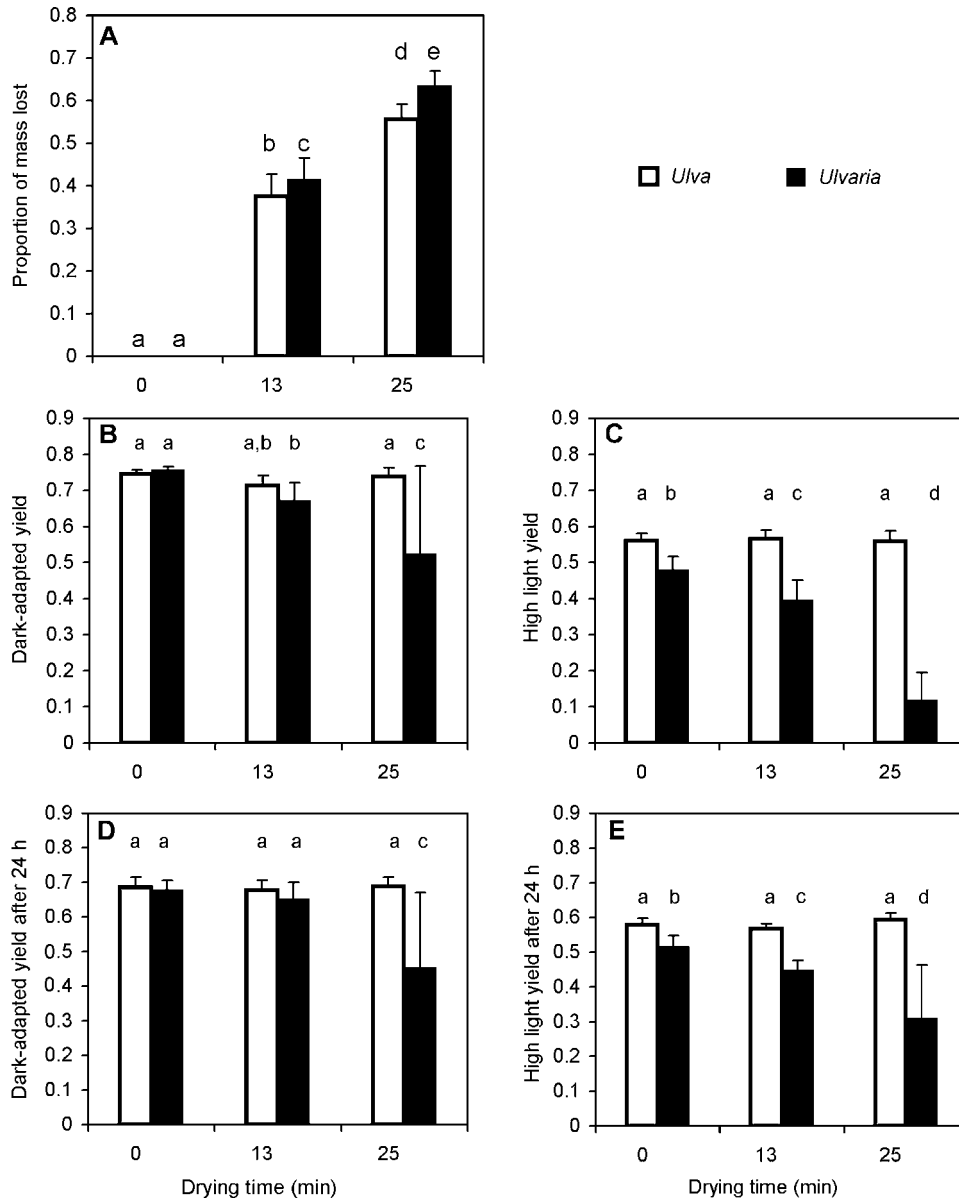 A
Proportion of mass lost
0.8
0.7
0.6
0.5
0.4
0.3
0.2
0.1
0
a a
b c
d e
0 13 25
Ulva Ulvaria
B
Dark-adapted yield
0.9
0.8
0.7
0.6
0.5
0.4
0.3
0.2
0.1
0
a a a,b b a c
0 13 25
C
High light yield
0.9
0.8
0.7
0.6
0.5
0.4
0.3
0.2
0.1
0
a b a c a d
0 13 25
D
Dark-adapted yield after 24 h
0.9
0.8
0.7
0.6
0.5
0.4
0.3
0.2
0.1
0
a a a a a c
0 13 25
Drying time (min)
E
High light yield after 24 h
0.9
0.8
0.7
0.6
0.5
0.4
0.3
0.2
0.1
0
a b a c a d
0 13 25
Drying time (min)